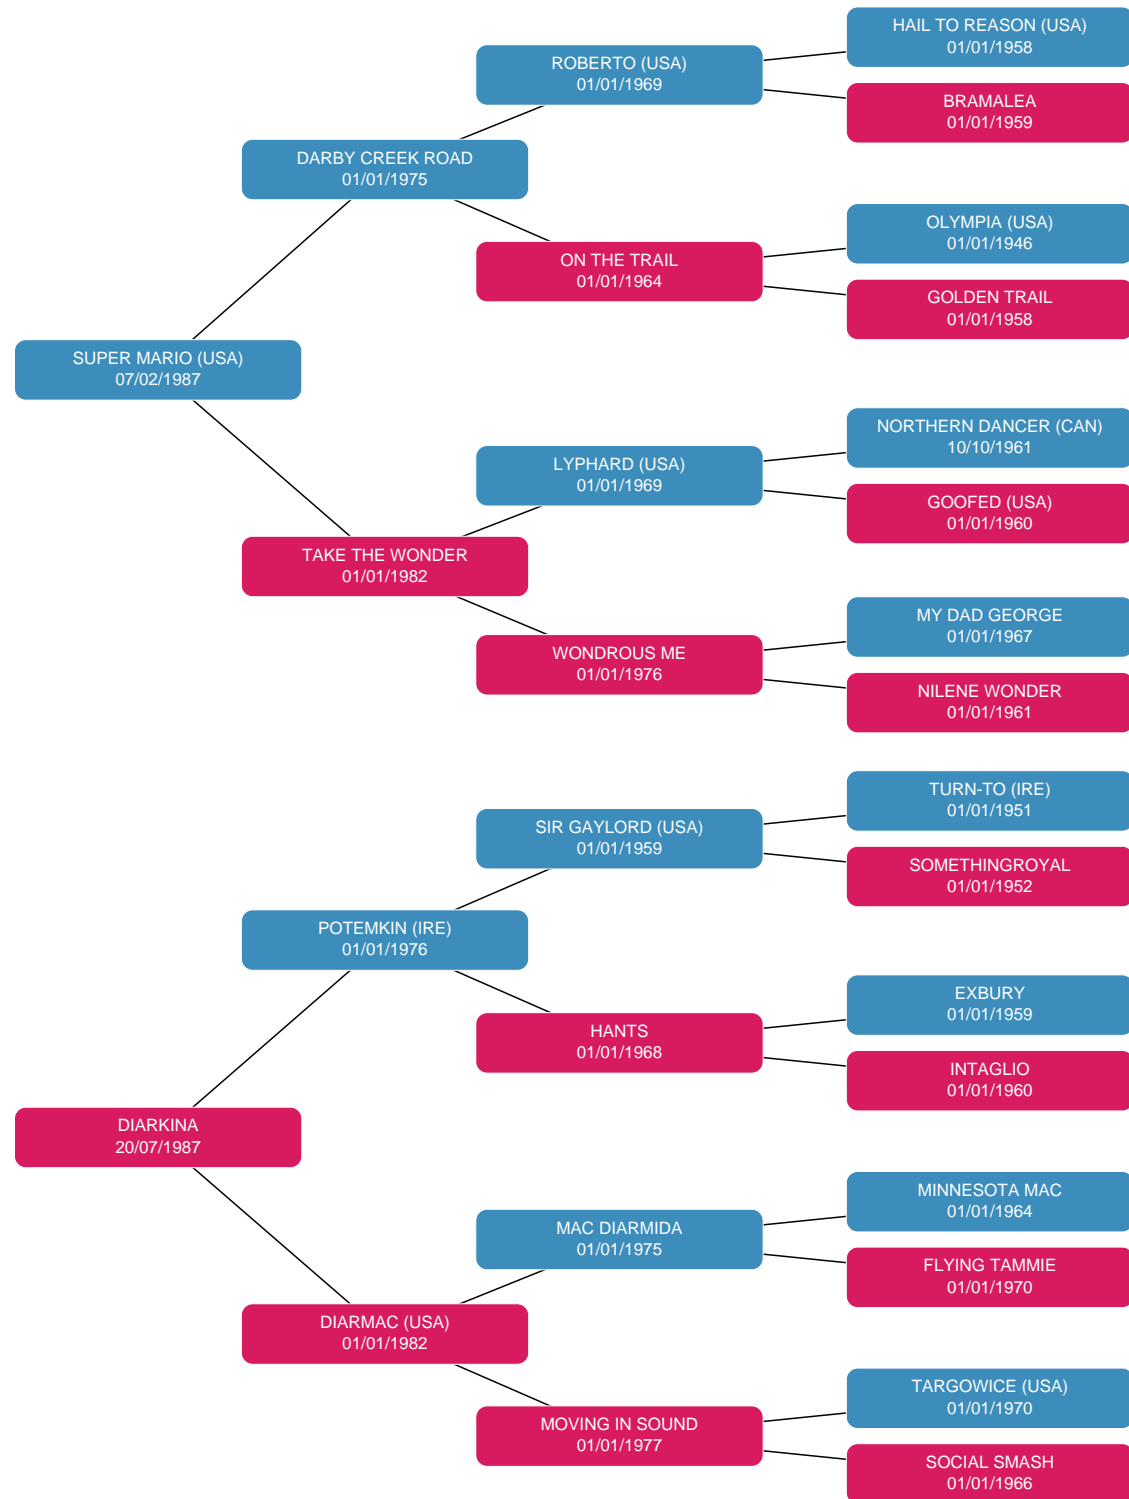 HAIL TO REASON (USA)
01/01/1958
ROBERTO (USA)
01/01/1969
BRAMALEA
01/01/1959
DARBY CREEK ROAD
01/01/1975
OLYMPIA (USA)
01/01/1946
ON THE TRAIL
01/01/1964
GOLDEN TRAIL
01/01/1958
SUPER MARIO (USA)
07/02/1987
NORTHERN DANCER (CAN)
10/10/1961
LYPHARD (USA)
01/01/1969
GOOFED (USA)
01/01/1960
TAKE THE WONDER
01/01/1982
MY DAD GEORGE
01/01/1967
WONDROUS ME
01/01/1976
NILENE WONDER
01/01/1961
TURN-TO (IRE)
01/01/1951
SIR GAYLORD (USA)
01/01/1959
SOMETHINGROYAL
01/01/1952
POTEMKIN (IRE)
01/01/1976
EXBURY
01/01/1959
HANTS
01/01/1968
INTAGLIO
01/01/1960
DIARKINA
20/07/1987
MINNESOTA MAC
01/01/1964
MAC DIARMIDA
01/01/1975
FLYING TAMMIE
01/01/1970
DIARMAC (USA)
01/01/1982
TARGOWICE (USA)
01/01/1970
MOVING IN SOUND
01/01/1977
SOCIAL SMASH
01/01/1966